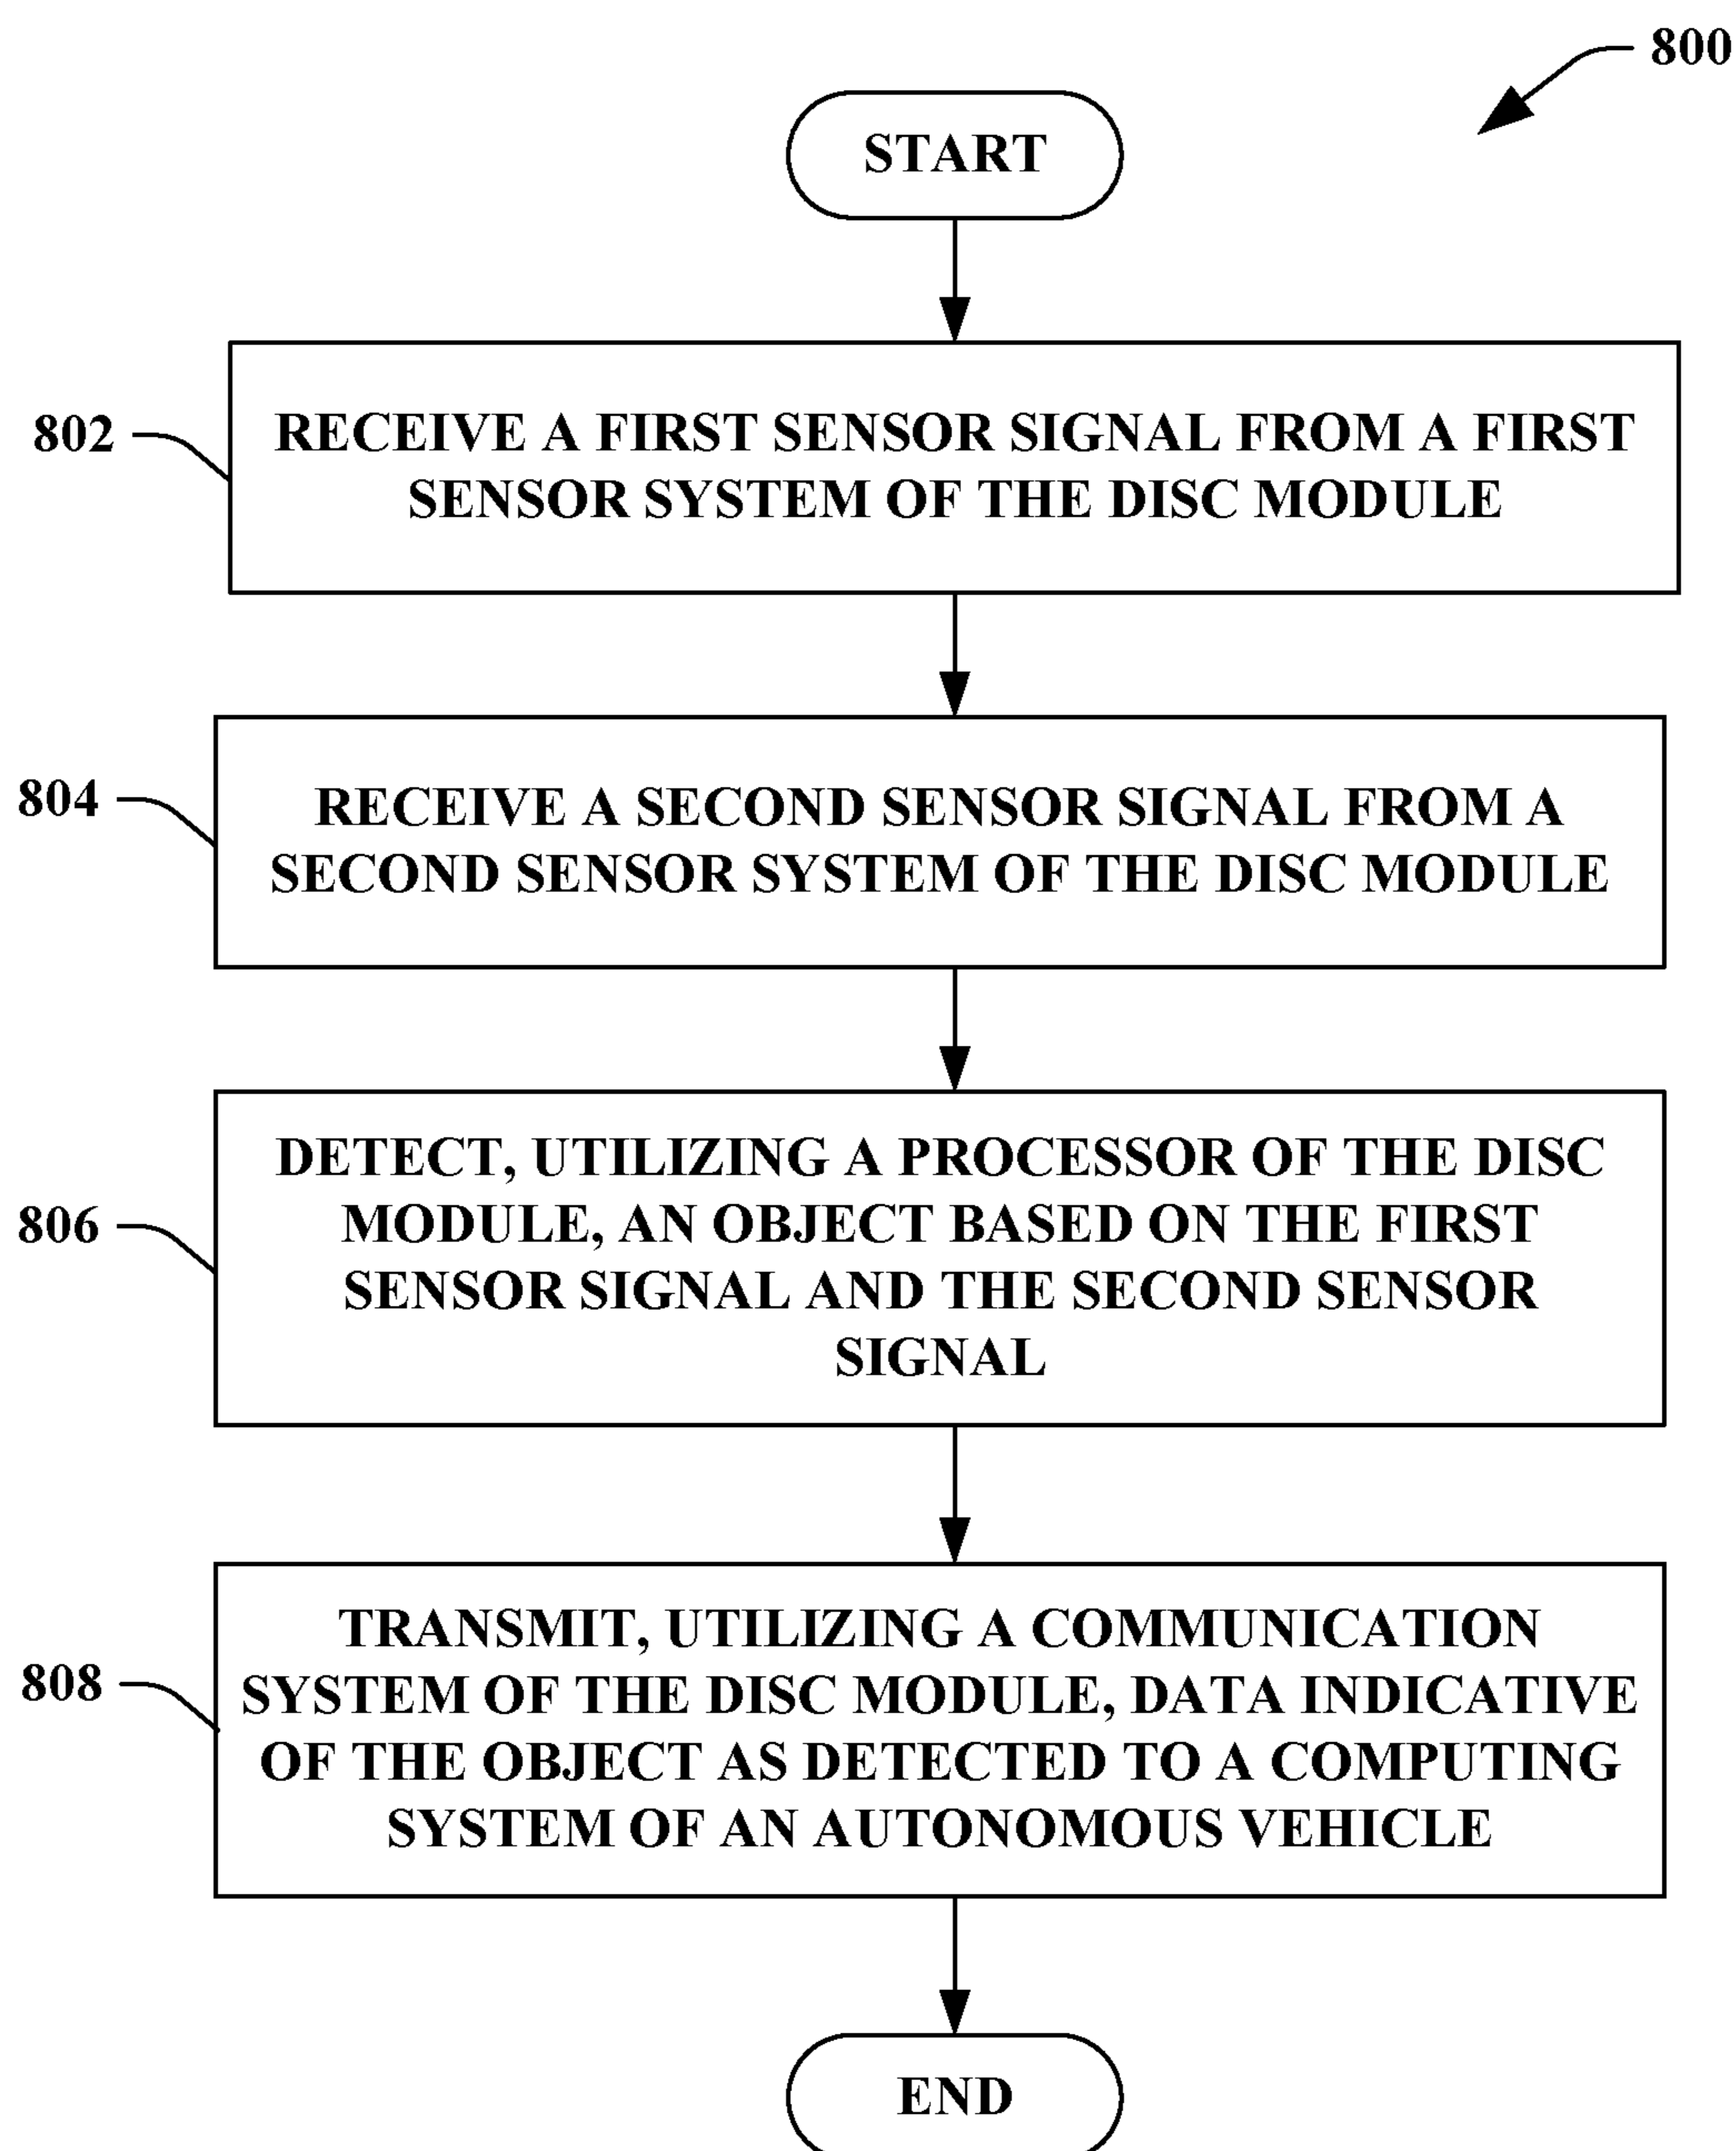 800
START
802
RECEIVE A FIRST SENSOR SIGNAL FROM A FIRST
SENSOR SYSTEM OF THE DISC MODULE
804
RECEIVE A SECOND SENSOR SIGNAL FROM A
SECOND SENSOR SYSTEM OF THE DISC MODULE
806
DETECT, UTILIZING A PROCESSOR OF THE DISC
MODULE, AN OBJECT BASED ON THE FIRST
SENSOR SIGNAL AND THE SECOND SENSOR
SIGNAL
808
TRANSMIT, UTILIZING A COMMUNICATION
SYSTEM OF THE DISC MODULE, DATA INDICATIVE
OF THE OBJECT AS DETECTED TO A COMPUTING
SYSTEM OF AN AUTONOMOUS VEHICLE
END